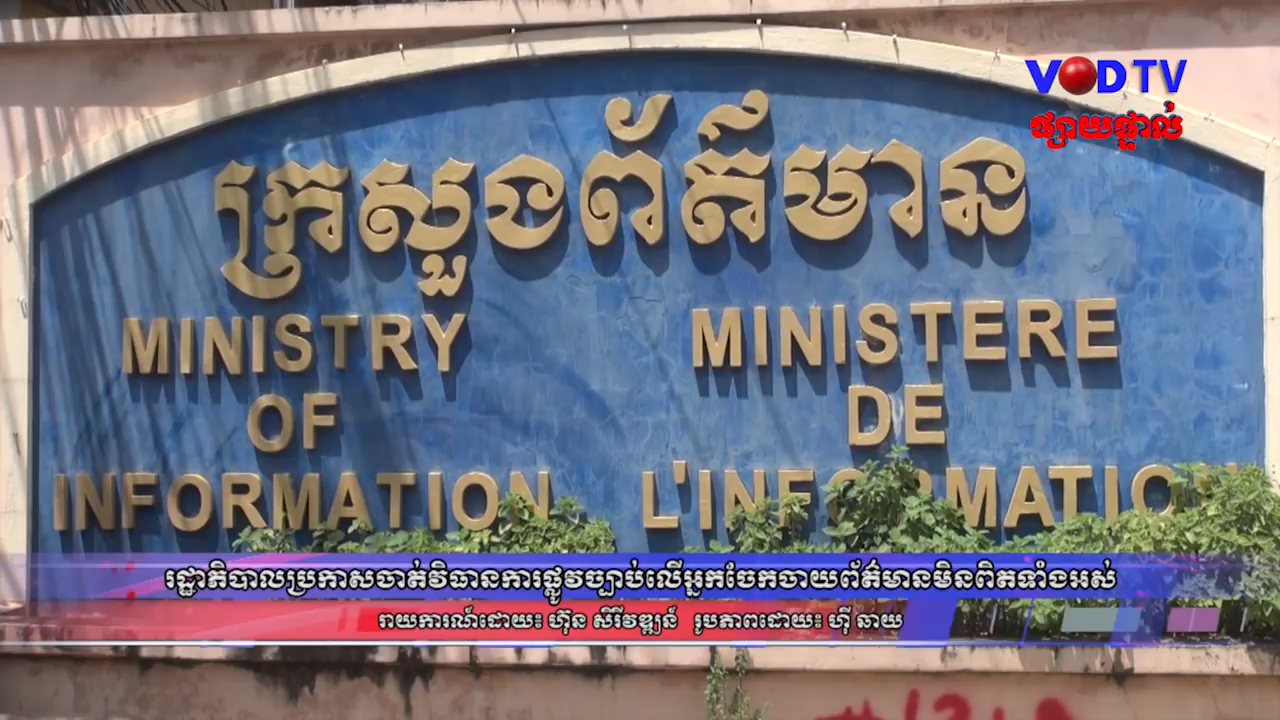 VODTV
ផ្សាយផ្ទាល់
ក្រសួងព័ត៌មាន
MINISTRY
OF
INFORMATION
MINISTERE
DE
L'INFORMATION
រដ្ឋាភិបាលប្រកាសចាត់វិធានការផ្លូវច្បាប់លើអ្នកចែកចាយព័ត៌មានមិនពិតទាំងអស់
រាយការណ៍ដោយ៖ ហ៊ុន សិរីវឌ្ឍន៍ រូបភាពដោយ៖ ហ៊ី ឆាយ